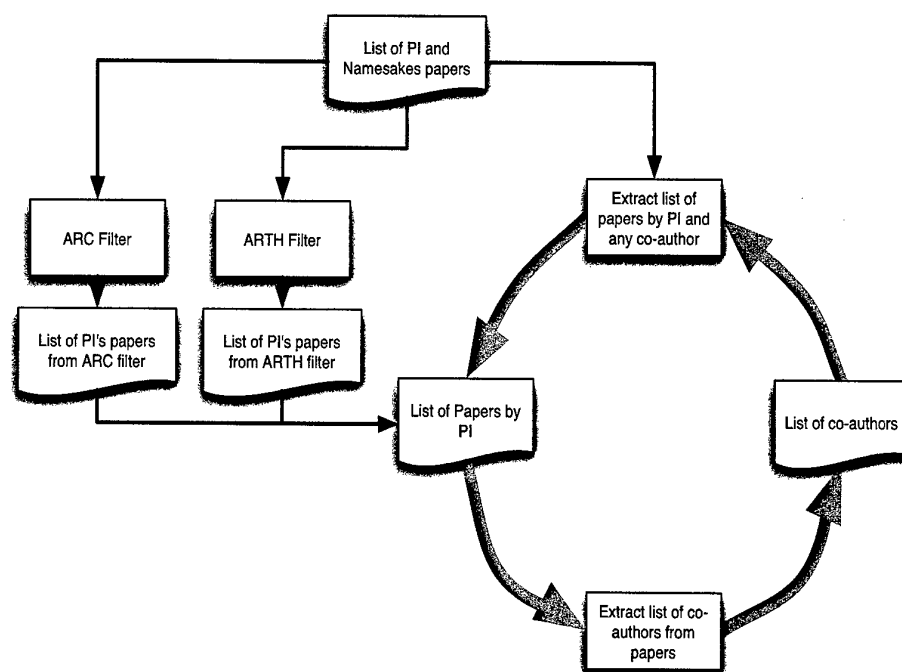 List of PI and
Namesakes papers
ARC Filter
ARTH Filter
Extract list of
papers by PI and
any co-author
List of PI's papers
from ARC filter
List of PI's papers
from ARTH filter
List of Papers by
PI
List of co-authors
Extract list of co-
authors from
papers